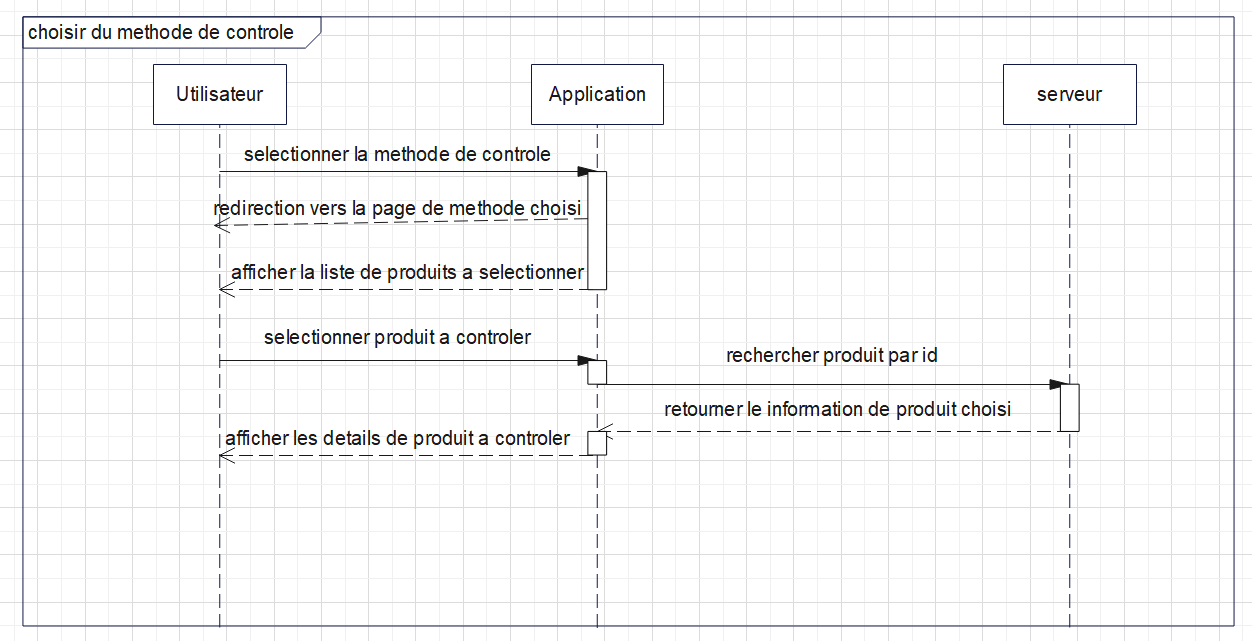 choisir du methode de controle
Utilisateur
Application
serveur
selectionner la methode de controle
redirection vers la page de methode choisi
afficher la liste de produits a selectionner
selectionner produit a controler
rechercher produit par id
retourner le information de produit choisi
afficher les details de produit a controler